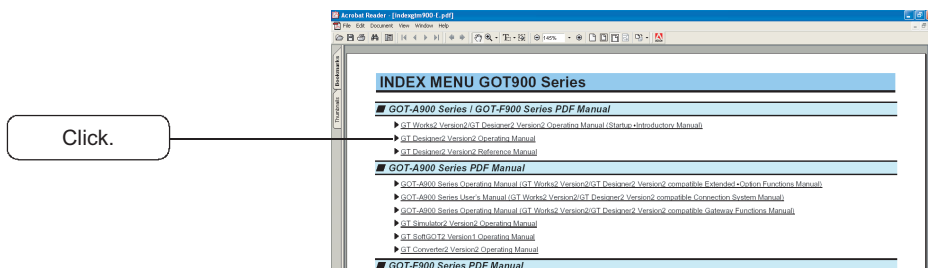 Acrobat Reader - [Indexgtm900-E.pdf]
File Edit Document View Window Help
145%
Bookmarks
Thumbnails
INDEX MENU GOT900 Series
GOT-A900 Series / GOT-F900 Series PDF Manual
GT Works2 Version2/GT Designer2 Version2 Operating Manual (Startup •Introductory Manual)
Click.
GT Designer2 Version2 Operating Manual
GT Designer2 Version2 Reference Manual
GOT-A900 Series PDF Manual
GOT-A900 Series Operating Manual (GT Works2 Version2/GT Designer2 Version2 compatible Extended •Option Functions Manual)
GOT-A900 Series User's Manual (GT Works2 Version2/GT Designer2 Version2 compatible Connection System Manual)
GOT-A900 Series Operating Manual (GT Works2 Version2/GT Designer2 Version2 compatible Gateway Functions Manual)
GT Simulator2 Version2 Operating Manual
GT SoftGOT2 Version1 Operating Manual
GT Converter2 Version2 Operating Manual
GOT-F900 Series PDF Manual